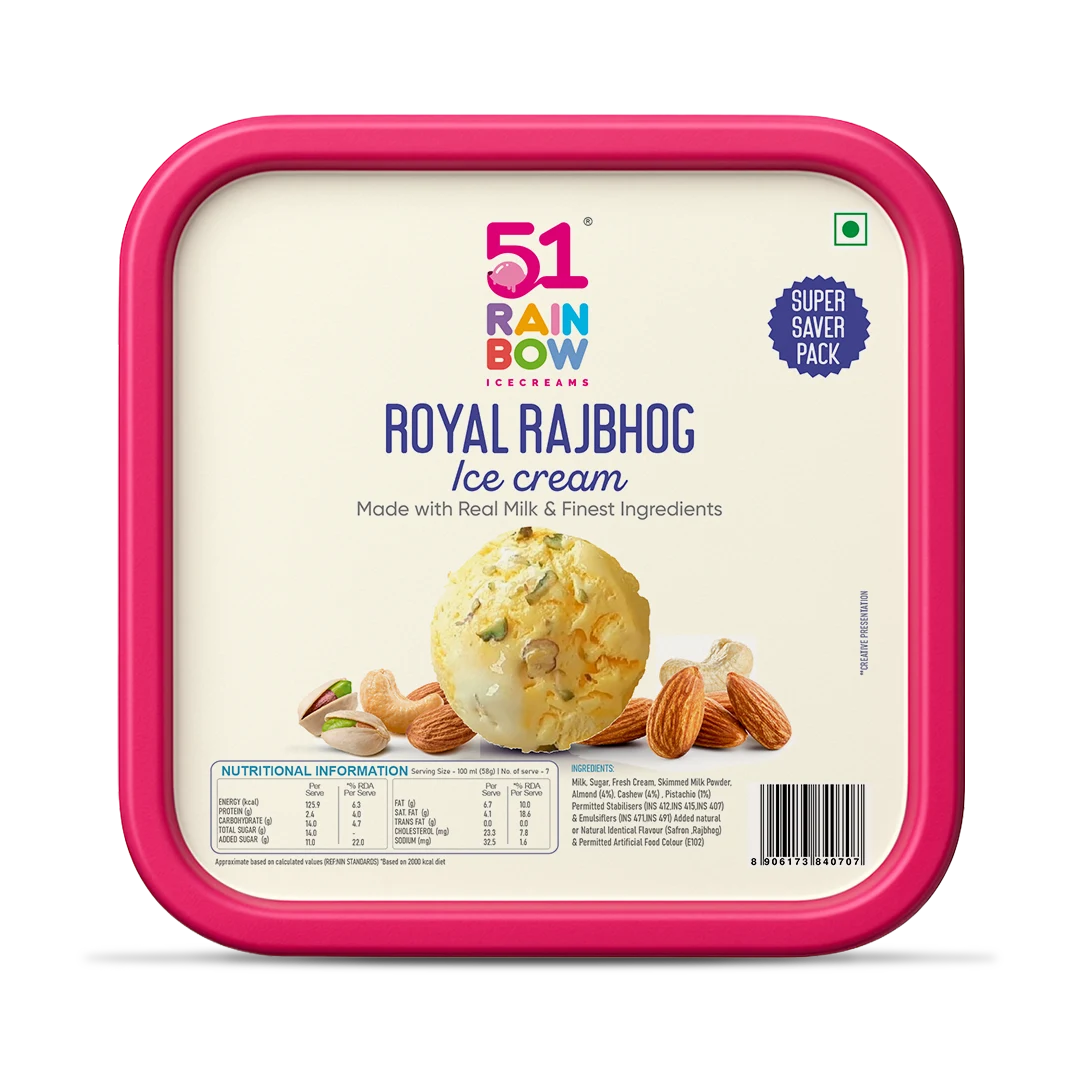 51®
RAIN
BOW
ICECREAMS
SUPER
SAVER
PACK
ROYAL RAJBHOG
Ice cream
Made with Real Milk & Finest Ingredients
**CREATIVE PRESENTATION
NUTRITIONAL INFORMATION Serving Size - 100 ml (58g) | No. of serve - 7
Per Serve *% RDA Per Serve
ENERGY (kcal) 125.9 6.3
PROTEIN (g) 2.4 4.0
CARBOHYDRATE (g) 14.0 4.7
TOTAL SUGAR (g) 14.0 -
ADDED SUGAR (g) 11.0 22.0
Per Serve *% RDA Per Serve
FAT (g) 6.7 10.0
SAT. FAT (g) 4.1 18.6
TRANS FAT (g) 0.0 0.0
CHOLESTEROL (mg) 23.3 7.8
SODIUM (mg) 32.5 1.6
Approximate based on calculated values (REF:NIN STANDARDS) *Based on 2000 kcal diet
INGREDIENTS:
Milk, Sugar, Fresh Cream, Skimmed Milk Powder,
Almond (4%), Cashew (4%) , Pistachio (1%)
Permitted Stabilisers (INS 412,INS 415,INS 407)
& Emulsifiers (INS 471,INS 491) Added natural
or Natural Identical Flavour (Safron ,Rajbhog)
& Permitted Artificial Food Colour (E102)
8 906173 840707